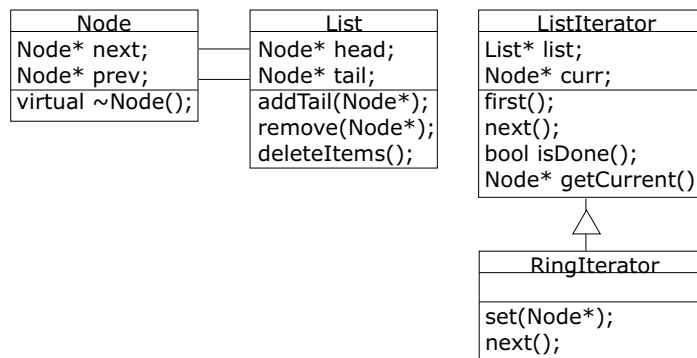 Node
Node* next;
Node* prev;
virtual ~Node();
List
Node* head;
Node* tail;
addTail(Node*);
remove(Node*);
deleteItems();
ListIterator
List* list;
Node* curr;
first();
next();
bool isDone();
Node* getCurrent()
RingIterator
set(Node*);
next();